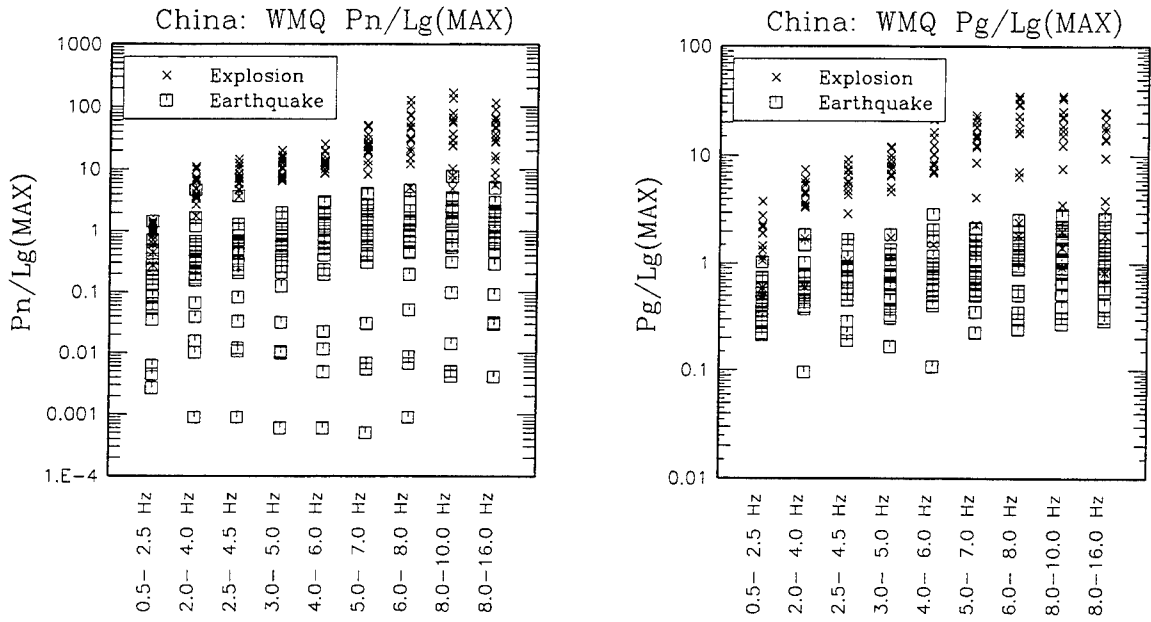 China: WMQ Pn/Lg(MAX)
Pn/Lg(MAX)
1000
100
10
1
0.1
0.01
0.001
1.E-4
× Explosion
Earthquake
0.5- 2.5 Hz
2.0- 4.0 Hz
2.5- 4.5 Hz
3.0- 5.0 Hz
4.0- 6.0 Hz
5.0- 7.0 Hz
6.0- 8.0 Hz
8.0-10.0 Hz
8.0-16.0 Hz
China: WMQ Pg/Lg(MAX)
Pg/Lg(MAX)
100
10
1
0.1
0.01
× Explosion
Earthquake
0.5- 2.5 Hz
2.0- 4.0 Hz
2.5- 4.5 Hz
3.0- 5.0 Hz
4.0- 6.0 Hz
5.0- 7.0 Hz
6.0- 8.0 Hz
8.0-10.0 Hz
8.0-16.0 Hz